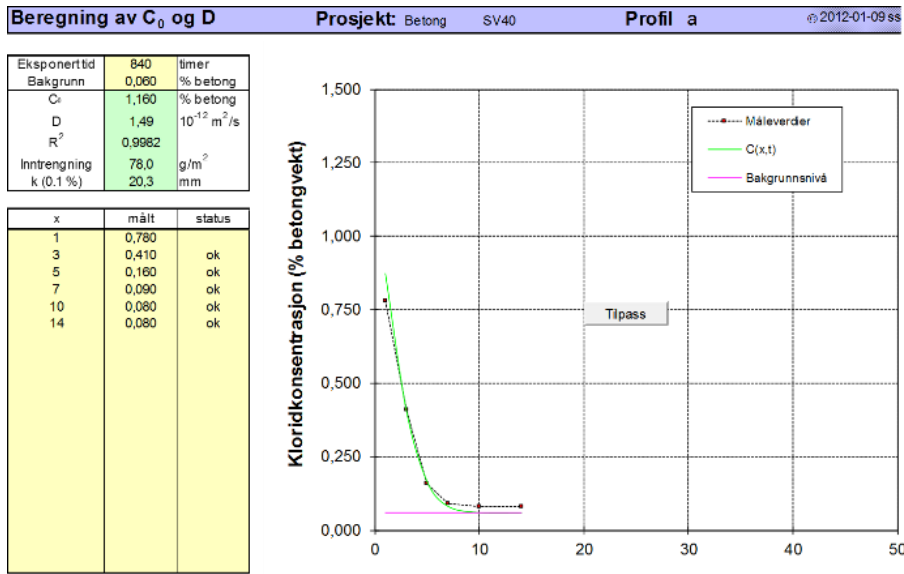 Beregning av C₀ og D Prosjekt: Betong SV40 Profil a © 2012-01-09 ss
Eksponert tid 840 timer
Bakgrunn 0,060 % betong
C₀ 1,160 % betong
D 1,49 10⁻¹² m²/s
R² 0,9982
Inntrengning 78,0 g/m²
k (0.1 %) 20,3 mm
x målt status
1 0,780
3 0,410 ok
5 0,160 ok
7 0,090 ok
10 0,080 ok
14 0,080 ok
Kloridkonsentrasjon (% betongvekt)
1,500
1,250
1,000
0,750
0,500
0,250
0,000
0 10 20 30 40 50
Måleverdier
C(x,t)
Bakgrunnsnivå
Tilpass